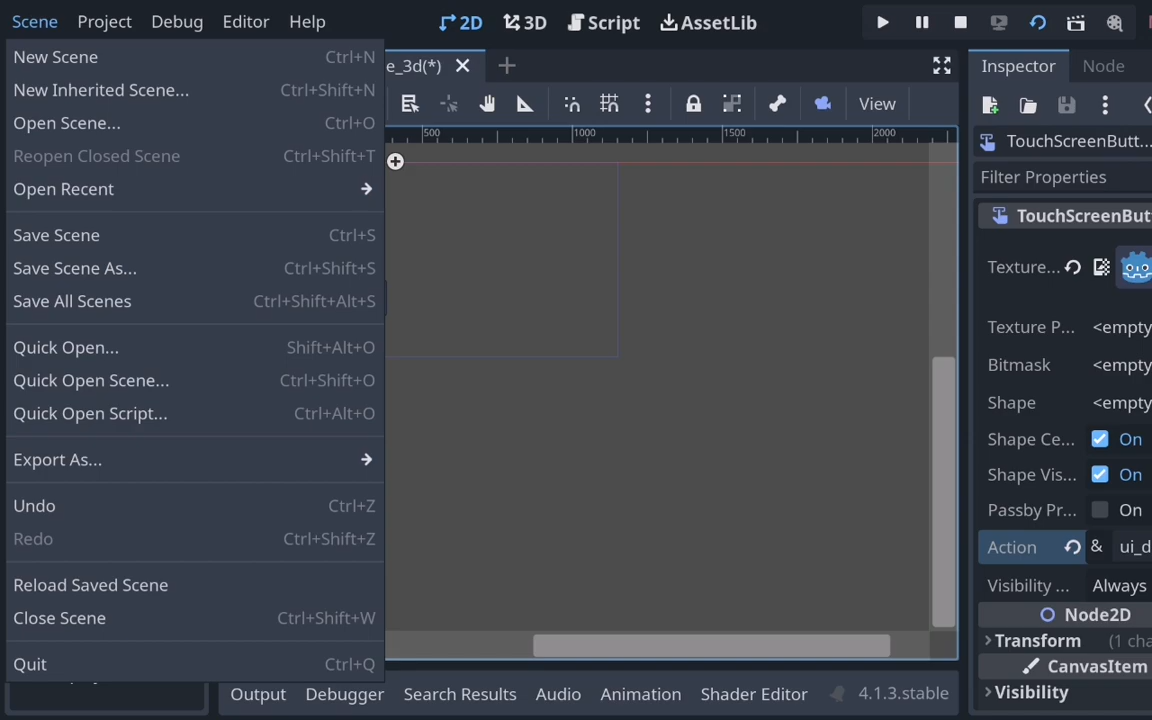 Scene Project Debug Editor Help 2D 3D Script AssetLib
New Scene Ctrl+N
New Inherited Scene... Ctrl+Shift+N
Open Scene... Ctrl+O
Reopen Closed Scene Ctrl+Shift+T
Open Recent
Save Scene Ctrl+S
Save Scene As... Ctrl+Shift+S
Save All Scenes Ctrl+Shift+Alt+S
Quick Open... Shift+Alt+O
Quick Open Scene... Ctrl+Shift+O
Quick Open Script... Ctrl+Alt+O
Export As...
Undo Ctrl+Z
Redo Ctrl+Shift+Z
Reload Saved Scene
Close Scene Ctrl+Shift+W
Quit Ctrl+Q
e_3d(*)
View
500 1000 1500 2000
Output Debugger Search Results Audio Animation Shader Editor 4.1.3.stable
Inspector Node
TouchScreenButt...
Filter Properties
TouchScreenBut
Texture...
Texture P... <empty
Bitmask <empty
Shape <empty
Shape Ce... On
Shape Vis... On
Passby Pr... On
Action & ui_d
Visibility ... Always
Node2D
Transform (1 cha
CanvasItem
Visibility